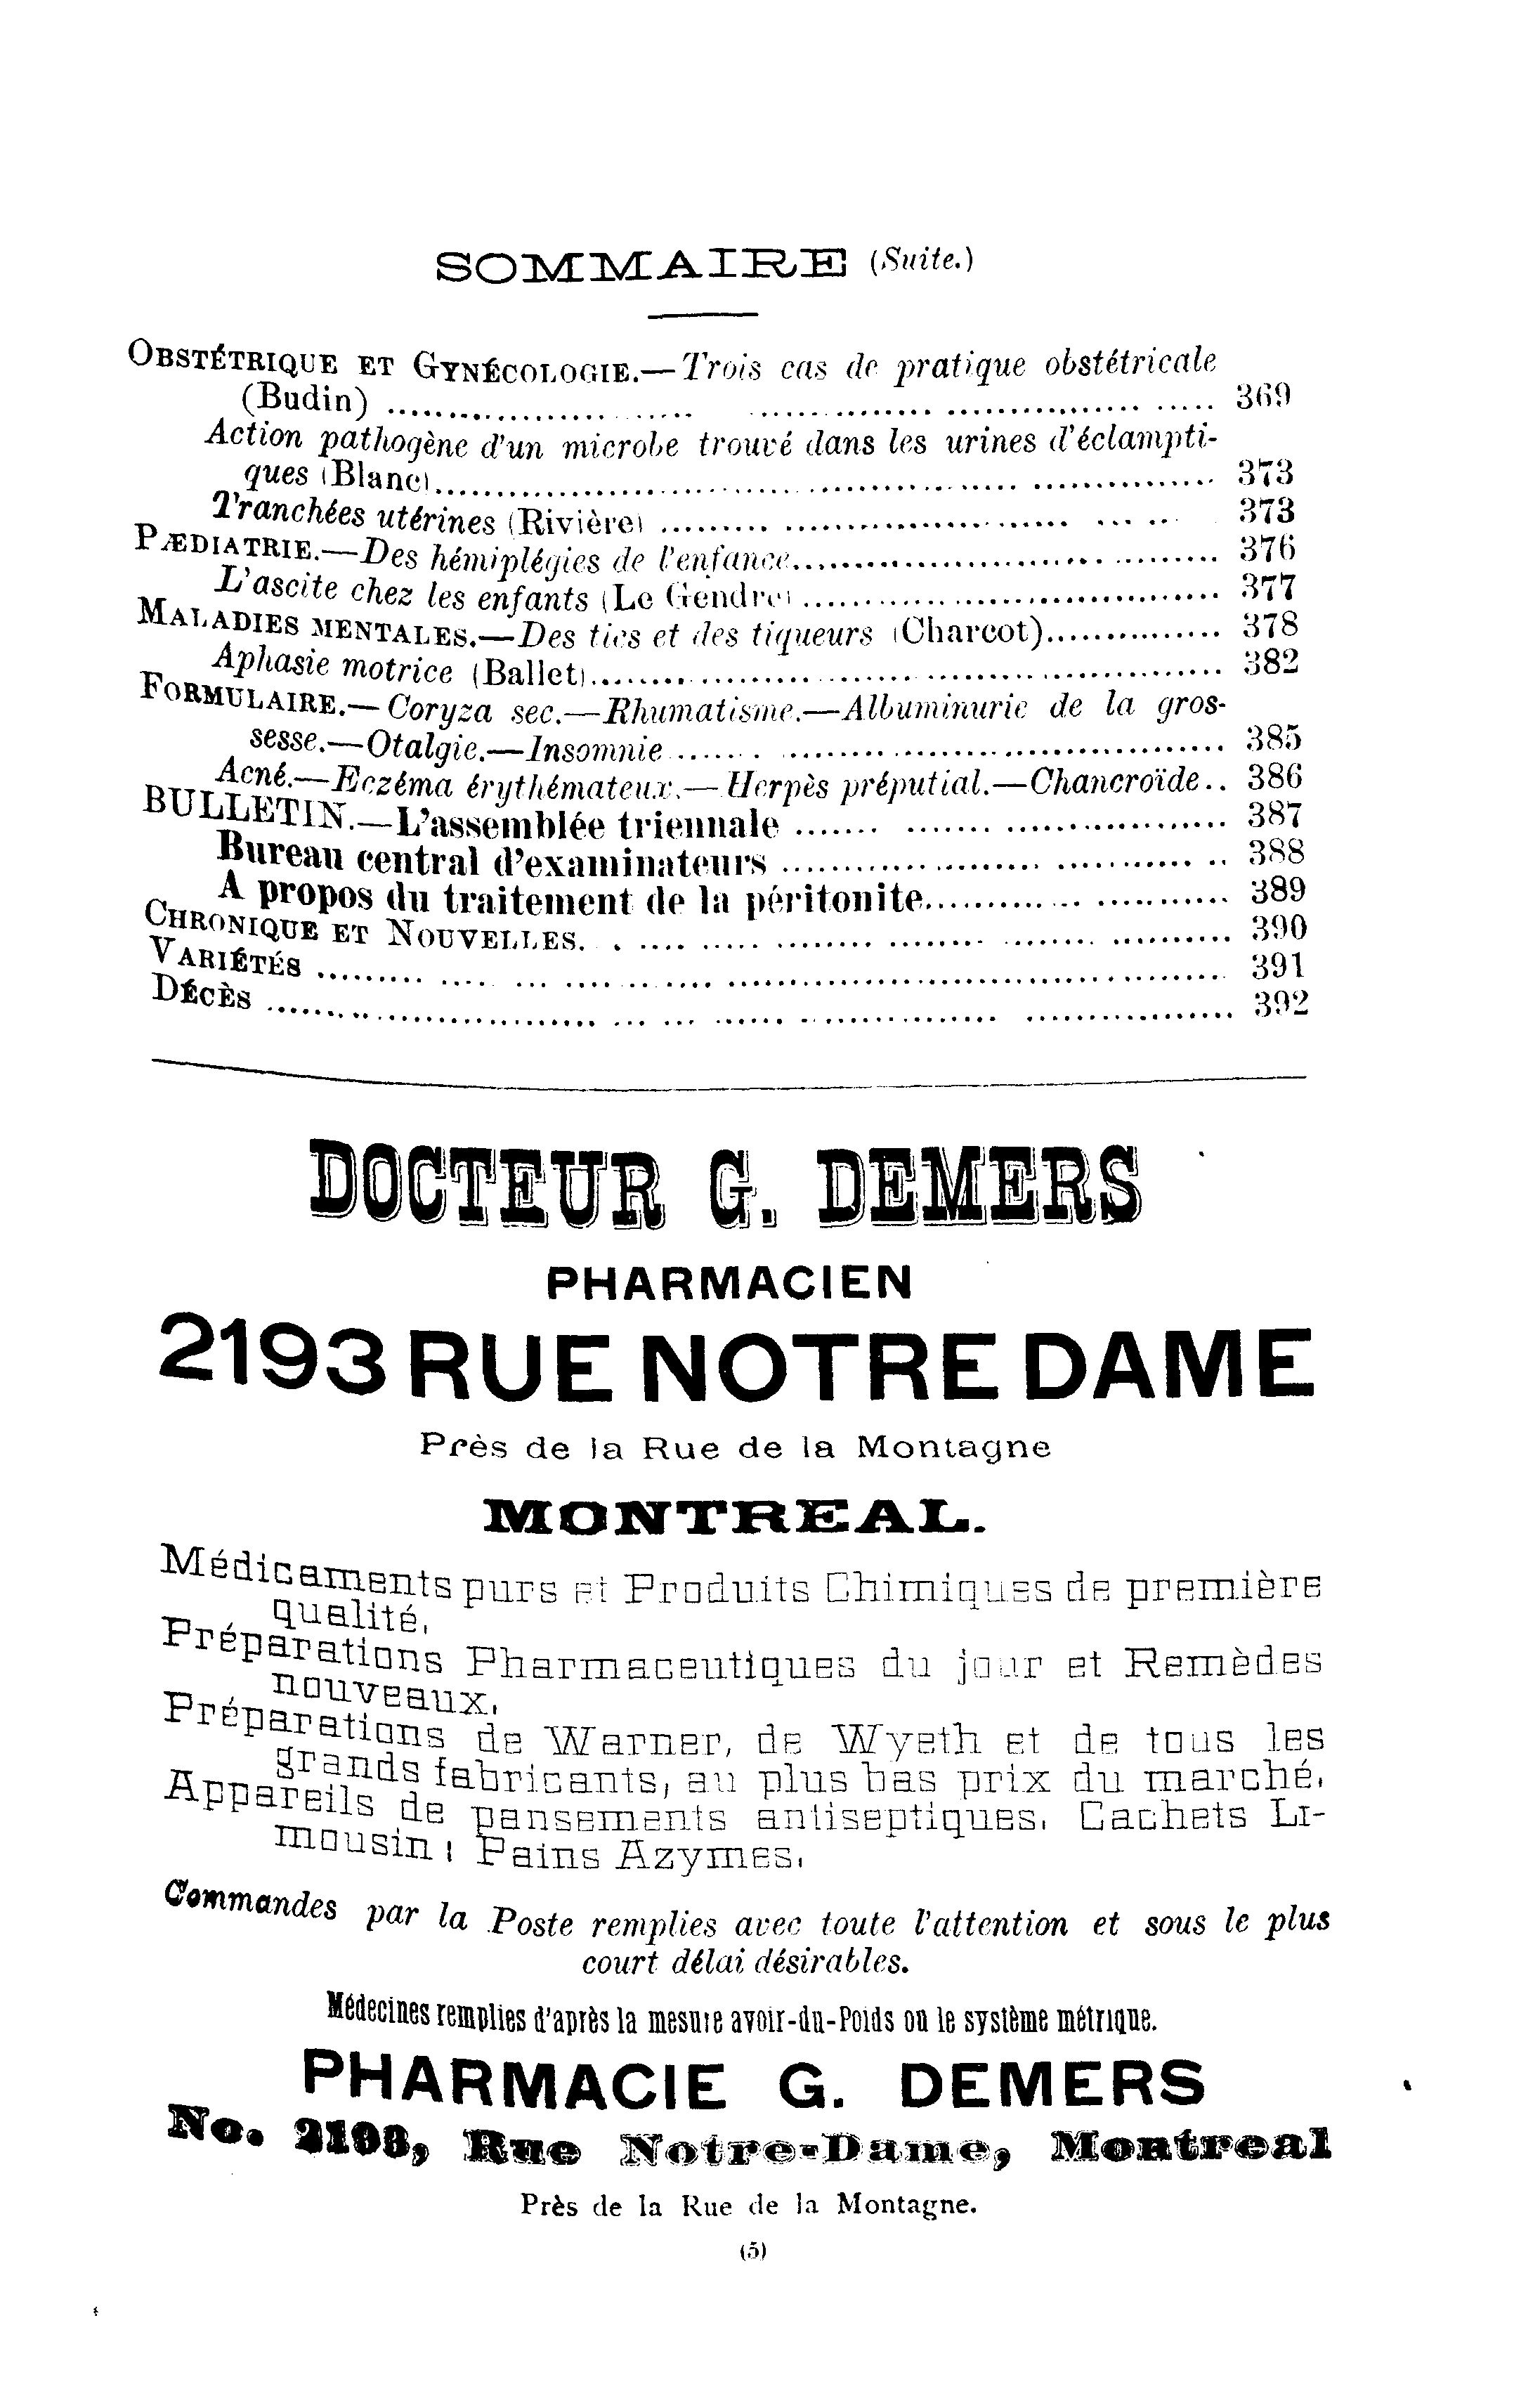 SOMMAIRE (Suite.)
OBSTÉTRIQUE ET GYNÉCOLOGIE.—Trois cas de pratique obstétricale
(Budin) ........ 369
Action pathogène d'un microbe trouvé dans les urines d'éclampti-
ques (Blanc) ........ 373
Tranchées utérines (Rivière) ........ 373
PÆDIATRIE.—Des hémiplégies de l'enfance ........ 376
L'ascite chez les enfants (Le Gendre) ........ 377
MALADIES MENTALES.—Des tics et des tiqueurs (Charcot) ........ 378
Aphasie motrice (Ballet) ........ 382
FORMULAIRE.—Coryza sec.—Rhumatisme.—Albuminurie de la gros-
sesse.—Otalgie.—Insomnie ........ 385
Acné.—Eczéma érythémateux.—Herpès préputial.—Chancroïde.. 386
BULLETIN.—L'assemblée triennale ........ 387
Bureau central d'examinateurs ........ 388
A propos du traitement de la péritonite ........ 389
CHRONIQUE ET NOUVELLES. ........ 390
VARIÉTÉS ........ 391
DÉCÈS ........ 392
DOCTEUR G. DEMERS
PHARMACIEN
2193 RUE NOTRE DAME
Près de la Rue de la Montagne
MONTREAL.
Médicaments purs et Produits Chimiques de première
qualité,
Préparations Pharmaceutiques du jour et Remèdes
nouveaux,
Préparations de Warner, de Wyeth et de tous les
grands fabricants, au plus bas prix du marché,
Appareils de pansements antiseptiques, Cachets Li-
mousin, Pains Azymes,
Commandes par la Poste remplies avec toute l'attention et sous le plus
court délai désirables.
Médecines remplies d'après la mesure avoir-du-Poids ou le système métrique.
PHARMACIE G. DEMERS
No. 2193, Rue Notre-Dame, Montreal
Près de la Rue de la Montagne.
(5)